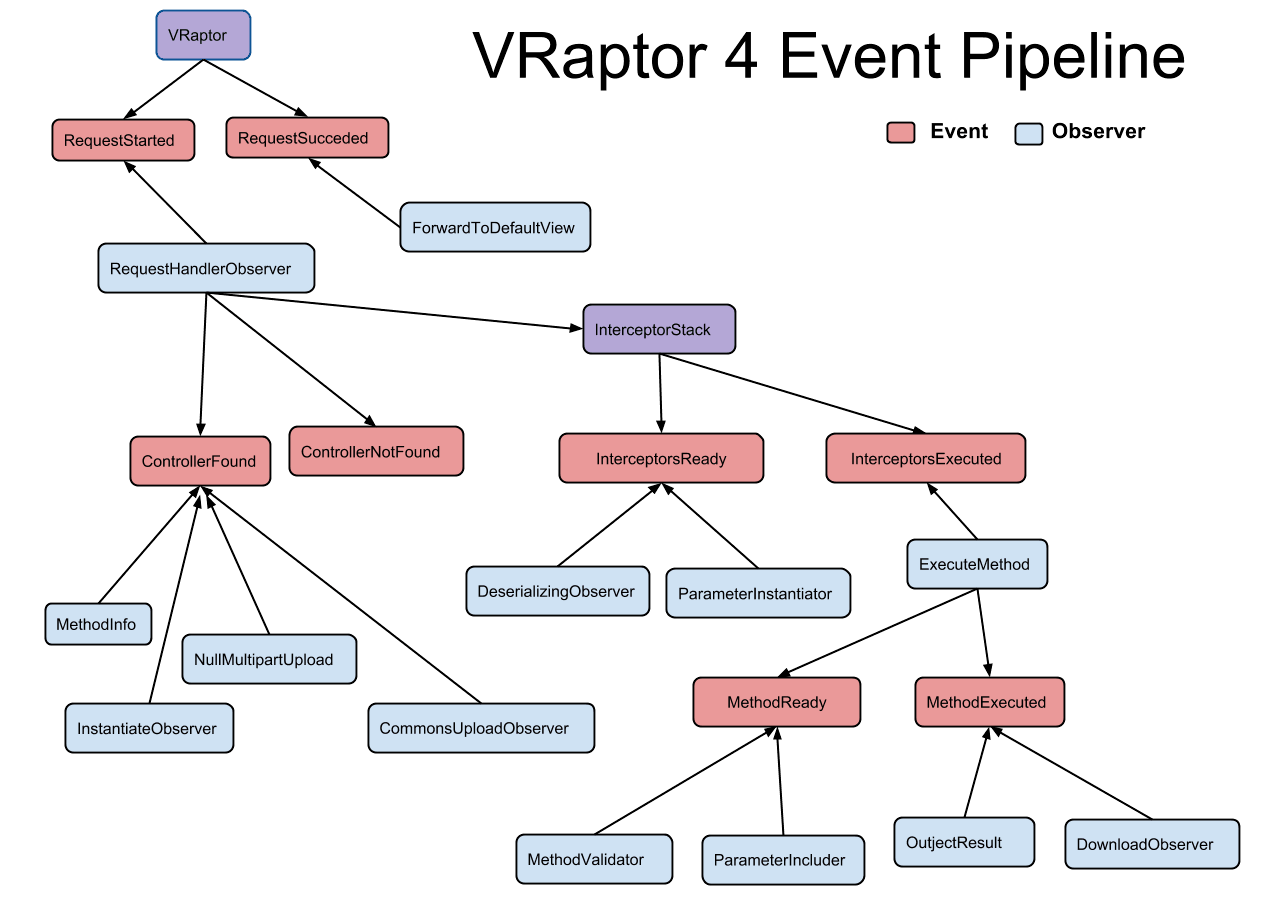 VRaptor
VRaptor 4 Event Pipeline
Event
Observer
RequestStarted
RequestSucceded
ForwardToDefaultView
RequestHandlerObserver
InterceptorStack
ControllerFound
ControllerNotFound
InterceptorsReady
InterceptorsExecuted
ExecuteMethod
DeserializingObserver
ParameterInstantiator
MethodInfo
NullMultipartUpload
InstantiateObserver
CommonsUploadObserver
MethodReady
MethodExecuted
MethodValidator
ParameterIncluder
OutjectResult
DownloadObserver